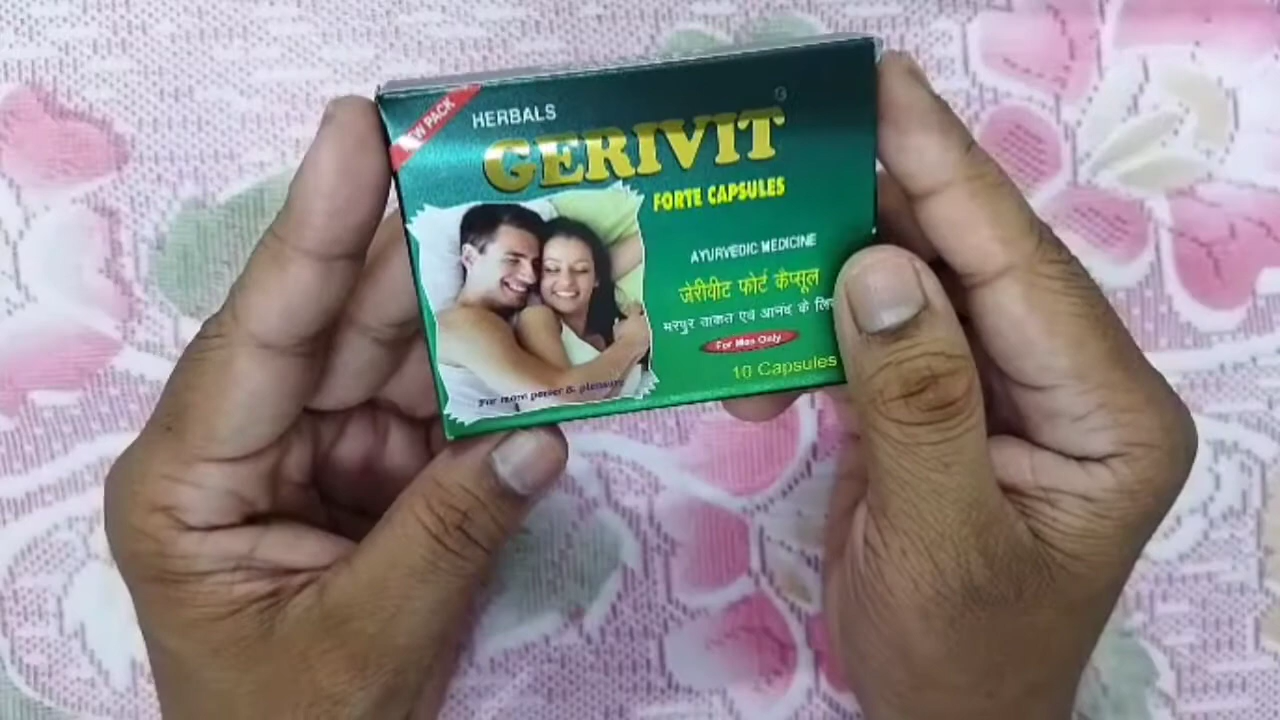 NEW PACK
HERBALS
GERIVIT
FORTE CAPSULES
AYURVEDIC MEDICINE
जेरीवीट फोर्ट कैप्सूल
भरपुर ताकत एवं आनंद के लिए
For Men Only
10 Capsules
For more power & pleasure